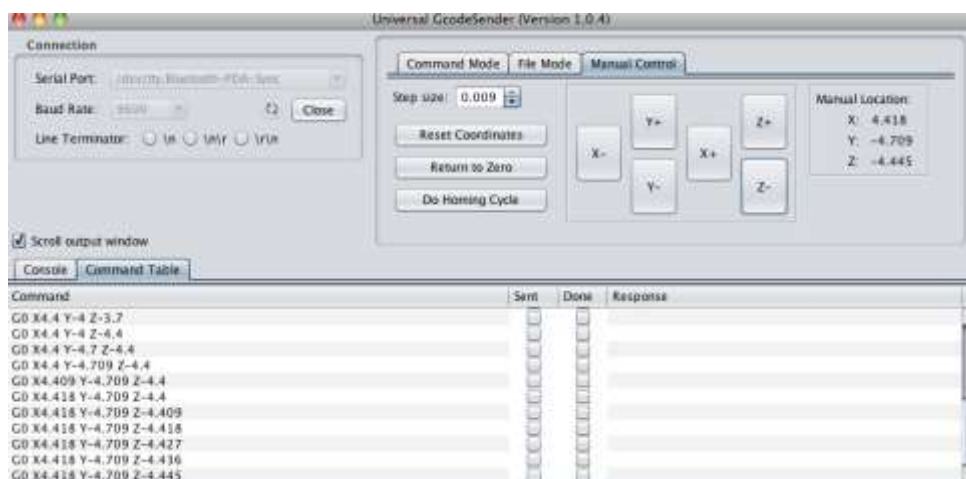 Universal GcodeSender (Version 1.0.4)
Connection
Serial Port:
Baud Rate: 9600
Close
Line Terminator: \n \n\r \r\n
Scroll output window
Command Mode File Mode Manual Control
Step size: 0.009
Reset Coordinates
Return to Zero
Do Homing Cycle
X- Y+ Y- X+ Z+ Z-
Manual Location:
X: 4.418
Y: -4.709
Z: -4.445
Console Command Table
Command Sent Done Response
G0 X4.4 Y-4 Z-3.7
G0 X4.4 Y-4 Z-4.4
G0 X4.4 Y-4.7 Z-4.4
G0 X4.4 Y-4.709 Z-4.4
G0 X4.409 Y-4.709 Z-4.4
G0 X4.418 Y-4.709 Z-4.4
G0 X4.418 Y-4.709 Z-4.409
G0 X4.418 Y-4.709 Z-4.418
G0 X4.418 Y-4.709 Z-4.427
G0 X4.418 Y-4.709 Z-4.436
G0 X4.418 Y-4.709 Z-4.445